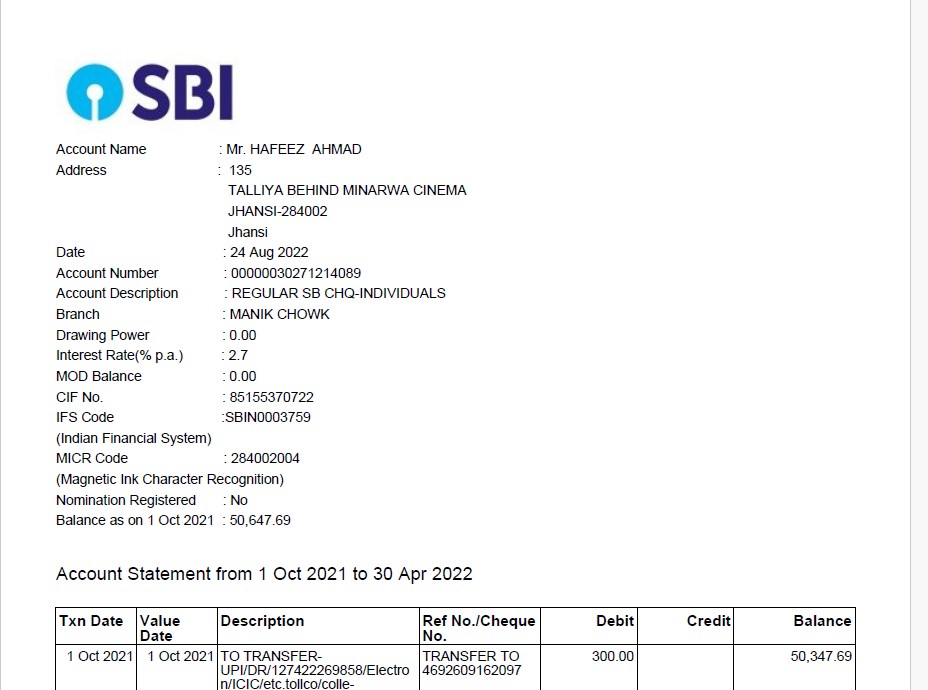 SBI
Account Name : Mr. HAFEEZ AHMAD
Address : 135
TALLIYA BEHIND MINARWA CINEMA
JHANSI-284002
Jhansi
Date : 24 Aug 2022
Account Number : 00000030271214089
Account Description : REGULAR SB CHQ-INDIVIDUALS
Branch : MANIK CHOWK
Drawing Power : 0.00
Interest Rate(% p.a.) : 2.7
MOD Balance : 0.00
CIF No. : 85155370722
IFS Code :SBIN0003759
(Indian Financial System)
MICR Code : 284002004
(Magnetic Ink Character Recognition)
Nomination Registered : No
Balance as on 1 Oct 2021 : 50,647.69
Account Statement from 1 Oct 2021 to 30 Apr 2022
Txn Date Value Description Ref No./Cheque Debit Credit Balance
Date No.
1 Oct 2021 1 Oct 2021 TO TRANSFER- TRANSFER TO 300.00 50,347.69
UPI/DR/127422269858/Electro 4692609162097
n/ICIC/etc.tollco/colle-